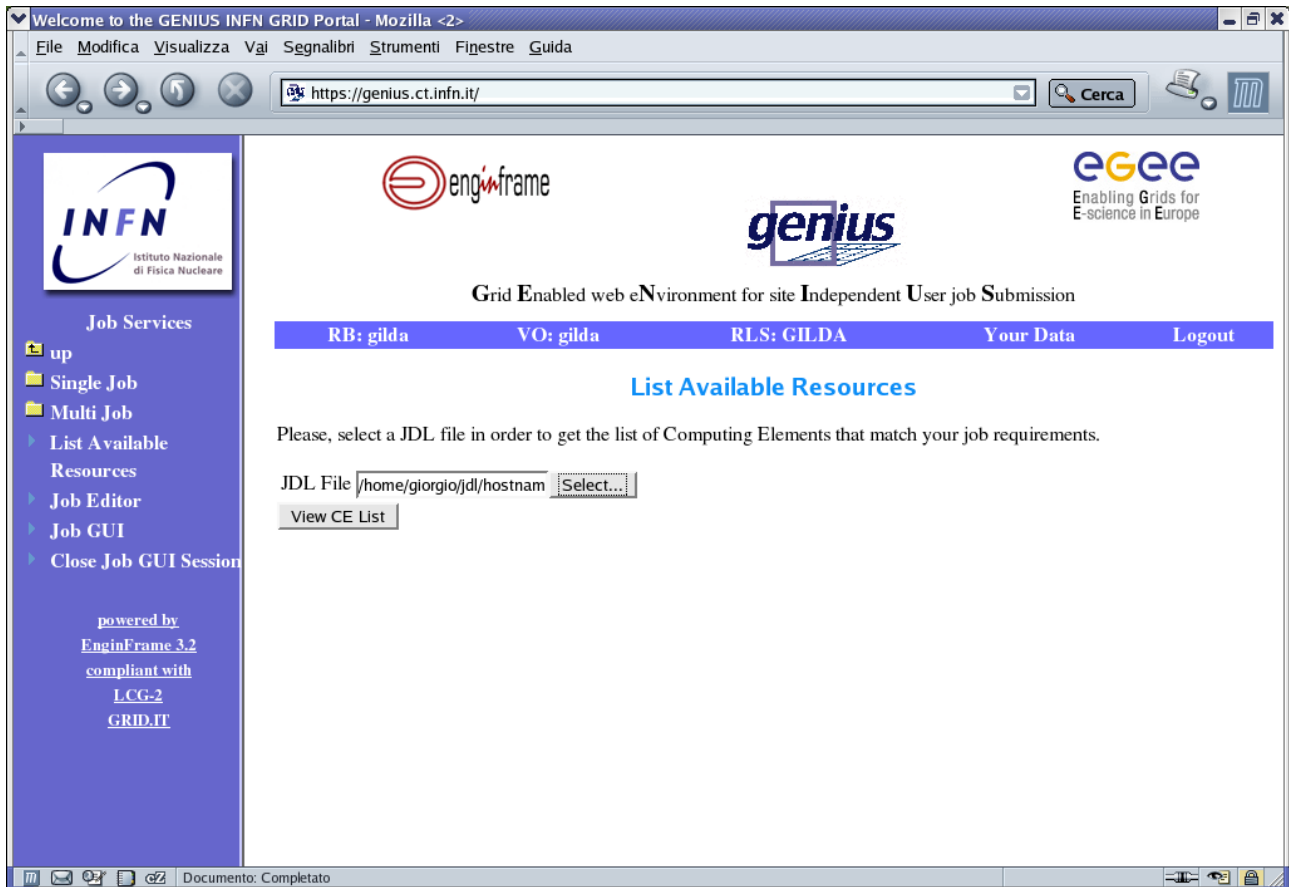 Welcome to the GENIUS INFN GRID Portal - Mozilla <2>
File Modifica Visualizza Vai Segnalibri Strumenti Finestre Guida
https://genius.ct.infn.it/
Cerca
INFN
Istituto Nazionale
di Fisica Nucleare
Job Services
up
Single Job
Multi Job
List Available
Resources
Job Editor
Job GUI
Close Job GUI Session
powered by
EnginFrame 3.2
compliant with
LCG-2
GRID.IT
enginframe
genius
egee
Enabling Grids for
E-science in Europe
Grid Enabled web eNvironment for site Independent User job Submission
RB: gilda VO: gilda RLS: GILDA Your Data Logout
List Available Resources
Please, select a JDL file in order to get the list of Computing Elements that match your job requirements.
JDL File /home/giorgio/jdl/hostnam Select...
View CE List
Documento: Completato